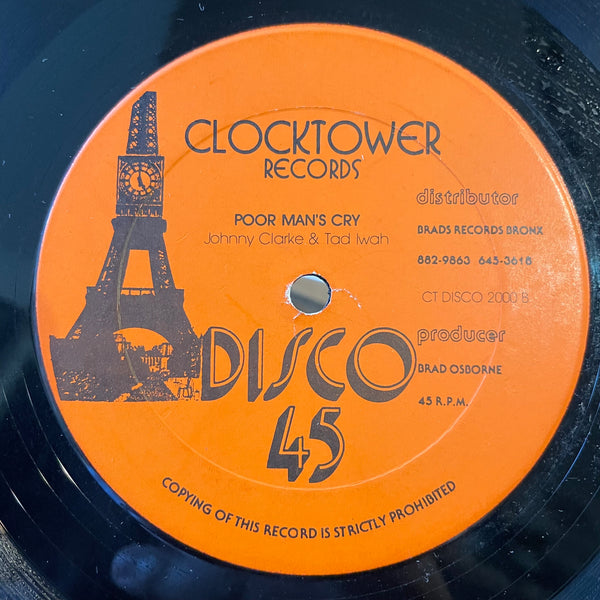 CLOCKTOWER
RECORDS
POOR MAN'S CRY
Johnny Clarke & Tad Iwah
distributor
BRADS RECORDS BRONX
882-9863 645-3618
CT DISCO 2000 B
producer
BRAD OSBORNE
45 R.P.M.
DISCO
45
COPYING OF THIS RECORD IS STRICTLY PROHIBITED